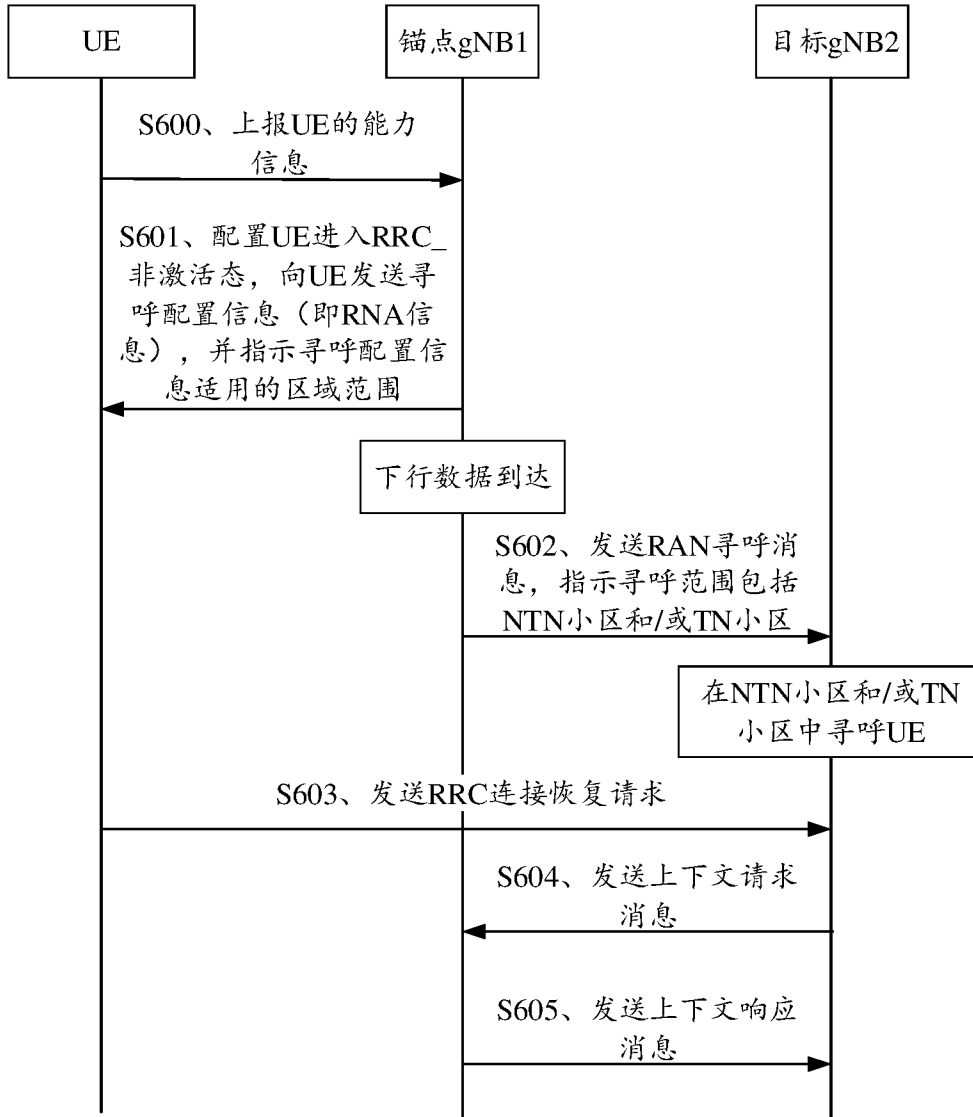 UE
锚点gNB1
目标gNB2
S600、上报UE的能力
信息
S601、配置UE进入RRC_
非激活态，向UE发送寻
呼配置信息（即RNA信
息），并指示寻呼配置信
息适用的区域范围
下行数据到达
S602、发送RAN寻呼消
息，指示寻呼范围包括
NTN小区和/或TN小区
在NTN小区和/或TN
小区中寻呼UE
S603、发送RRC连接恢复请求
S604、发送上下文请求
消息
S605、发送上下文响应
消息